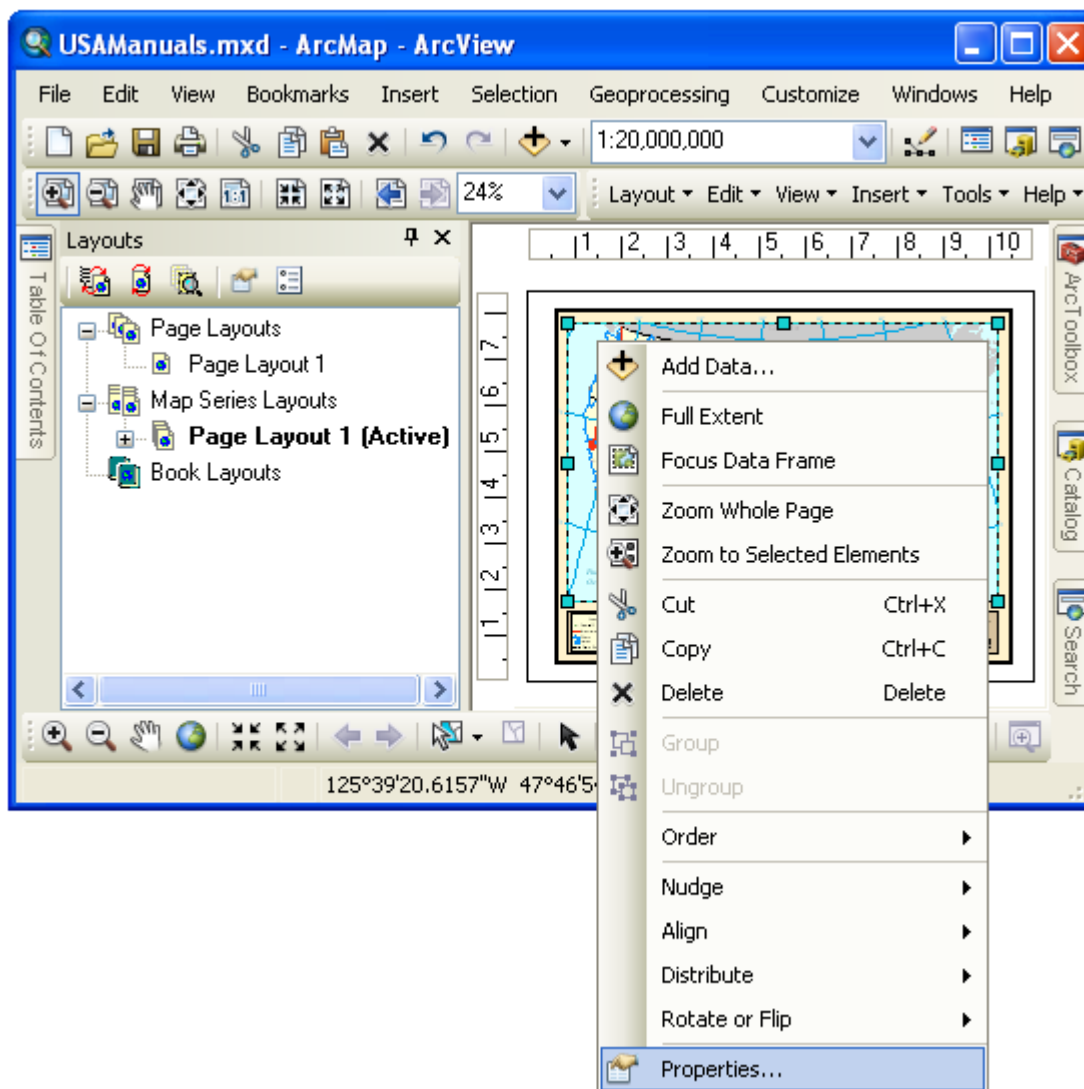 USAManuals.mxd - ArcMap - ArcView
File Edit View Bookmarks Insert Selection Geoprocessing Customize Windows Help
1:20,000,000
1:1 24% Layout Edit View Insert Tools Help
Layouts
Table Of Contents
Page Layouts
Page Layout 1
Map Series Layouts
Page Layout 1 (Active)
Book Layouts
1 2 3 4 5 6 7 8 9 10
7
6
5
4
3
2
1
ArcToolbox
Catalog
Search
Add Data...
Full Extent
Focus Data Frame
Zoom Whole Page
Zoom to Selected Elements
Cut Ctrl+X
Copy Ctrl+C
Delete Delete
Group
Ungroup
Order
Nudge
Align
Distribute
Rotate or Flip
Properties...
125°39'20.6157"W 47°46'5